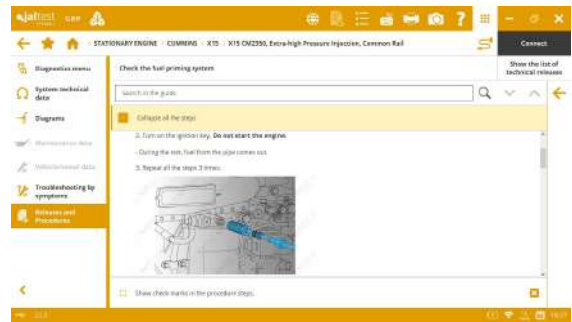 jaltest
?
STATIONARY ENGINE CUMMINS X15 X15 CM2350, Extra-high Pressure Injection, Common Rail
Connect
Diagnostics menu
System technical data
Diagrams
Maintenance data
Troubleshooting by symptoms
Releases and Procedures
Check the fuel priming system
Show the list of technical releases
Search in the guide
Collapse all the steps
2. Turn on the ignition key. Do not start the engine.
- During the test, fuel from the pipe comes out.
3. Repeat all the steps 3 times.
Show check marks in the procedure steps.